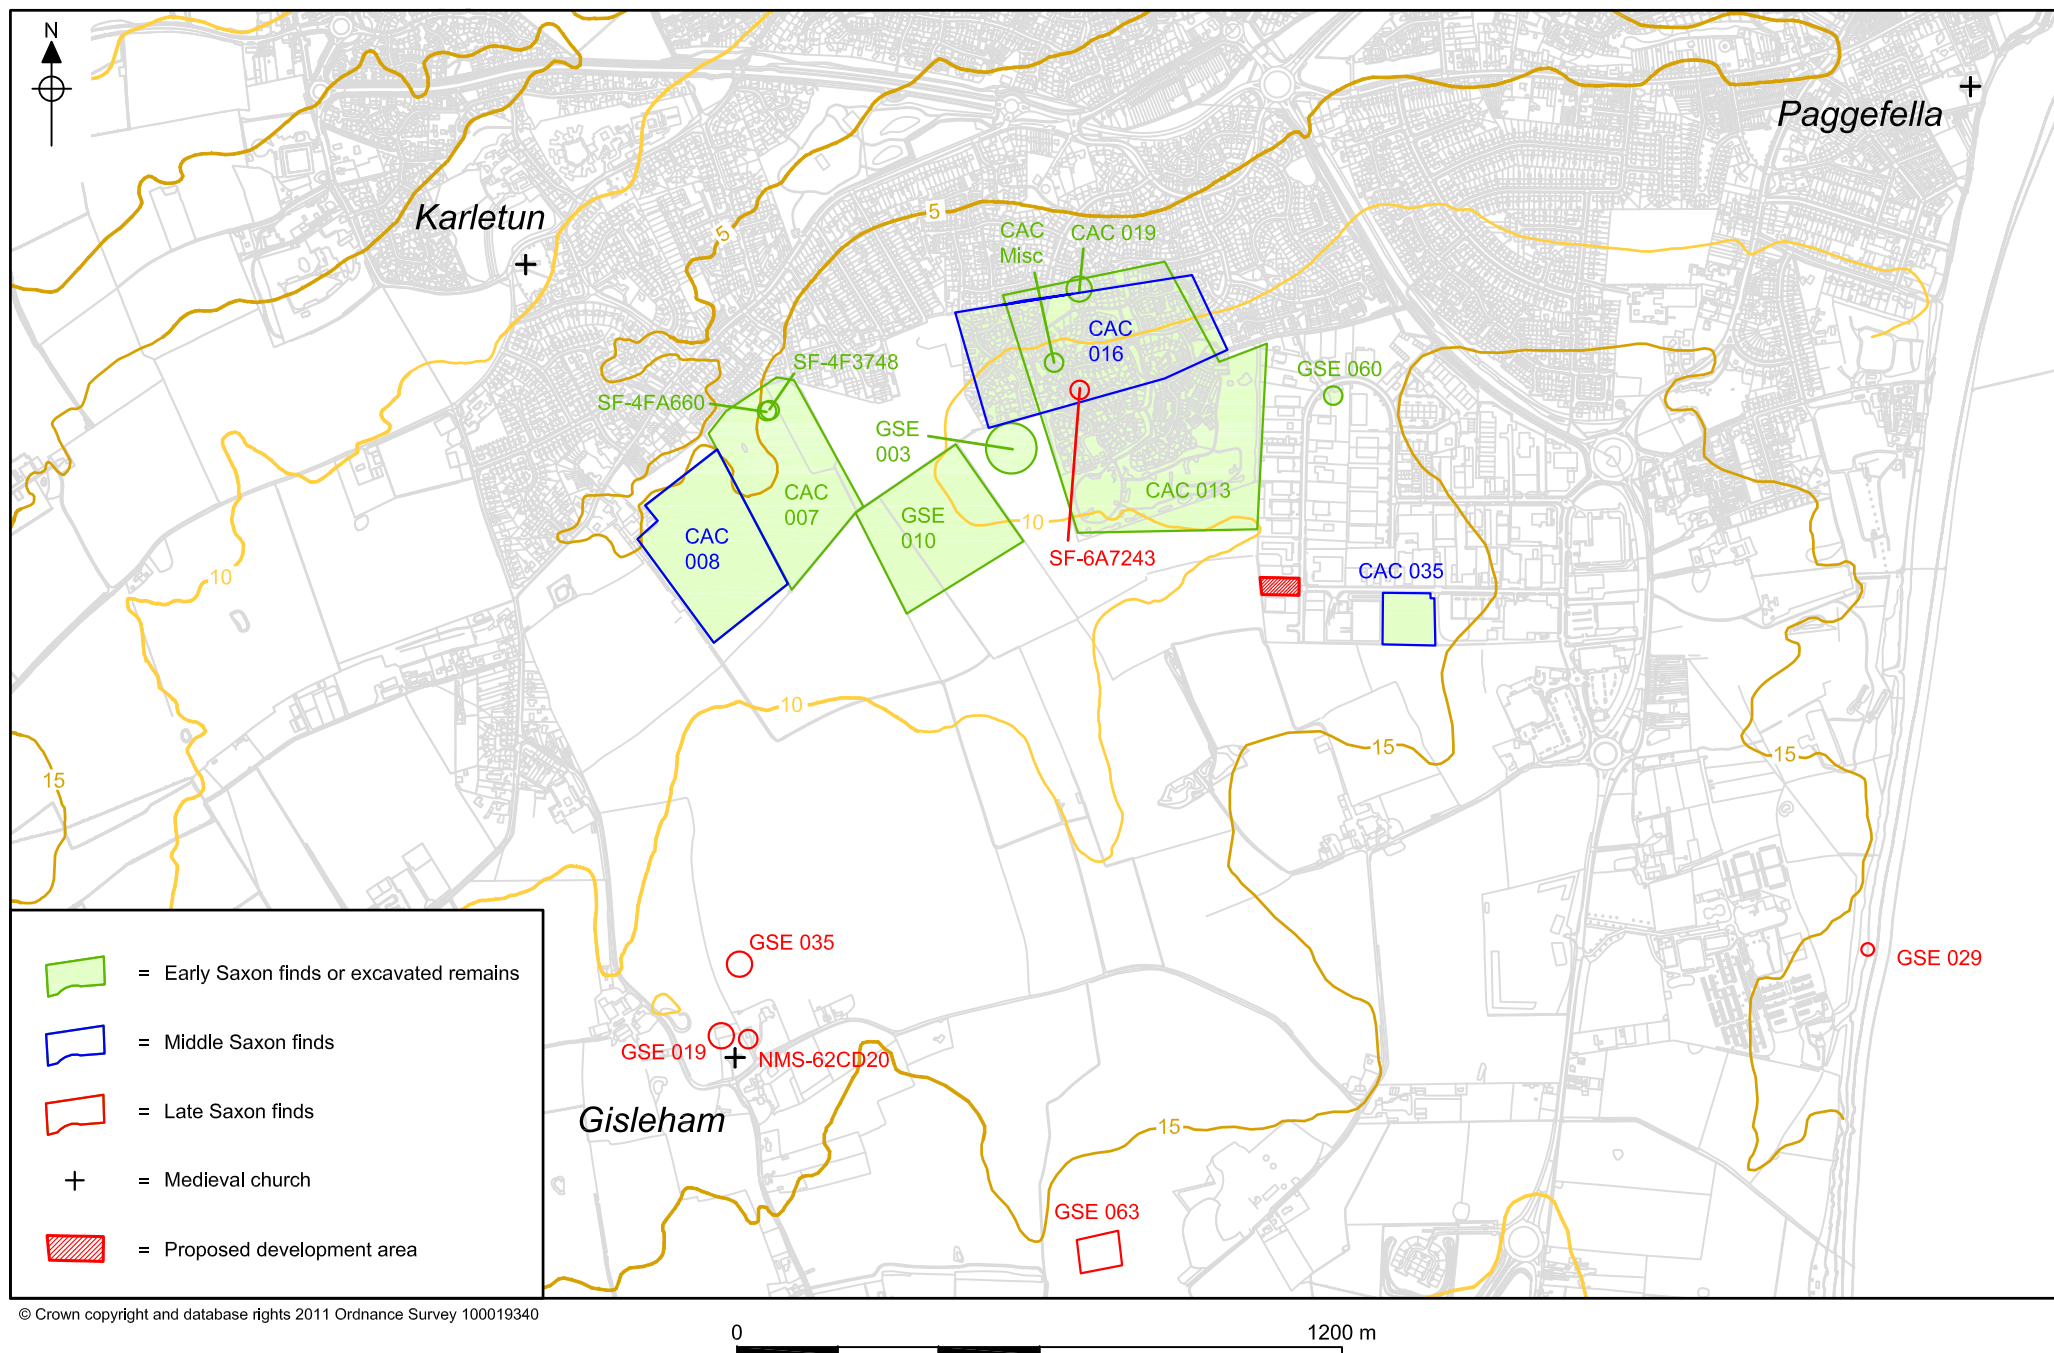 N
Paggefella
Karletun
5
5
CAC
Misc
CAC 019
CAC
016
SF-4F3748
GSE 060
SF-4FA660
GSE
003
CAC
007
CAC 013
GSE
010
10
CAC
008
SF-6A7243
CAC 035
10
10
15
15
15
GSE 035
GSE 029
GSE 019
NMS-62CD20
Gisleham
15
GSE 063
= Early Saxon finds or excavated remains
= Middle Saxon finds
= Late Saxon finds
= Medieval church
= Proposed development area
© Crown copyright and database rights 2011 Ordnance Survey 100019340
0
1200 m